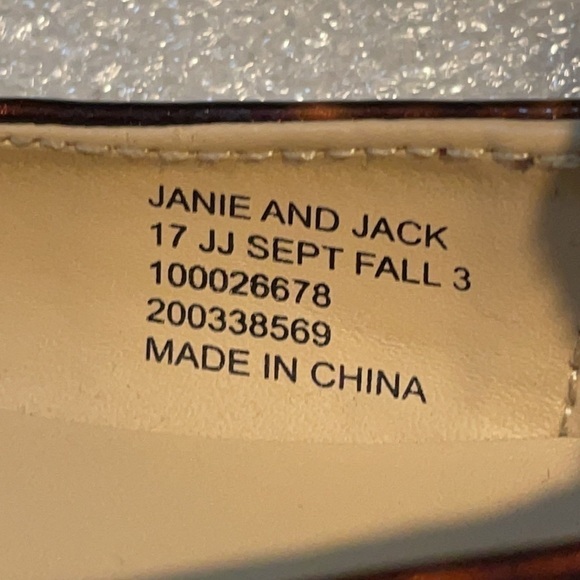 JANIE AND JACK
17 JJ SEPT FALL 3
100026678
200338569
MADE IN CHINA